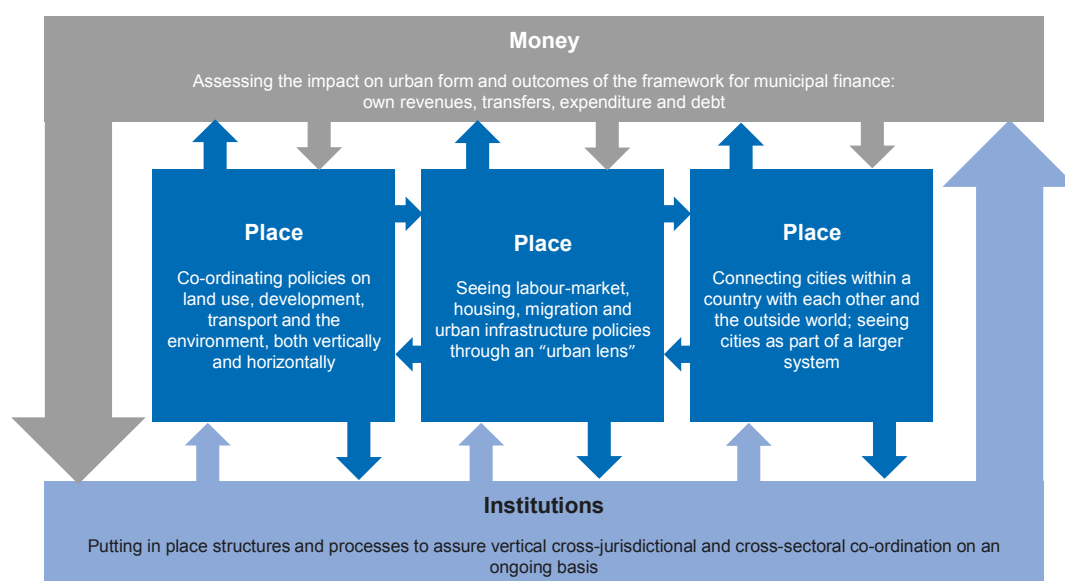 Money
Assessing the impact on urban form and outcomes of the framework for municipal finance:
own revenues, transfers, expenditure and debt
Place
Co-ordinating policies on
land use, development,
transport and the
environment, both vertically
and horizontally
Place
Seeing labour-market,
housing, migration and
urban infrastructure policies
through an “urban lens”
Place
Connecting cities within a
country with each other and
the outside world; seeing
cities as part of a larger
system
Institutions
Putting in place structures and processes to assure vertical cross-jurisdictional and cross-sectoral co-ordination on an
ongoing basis